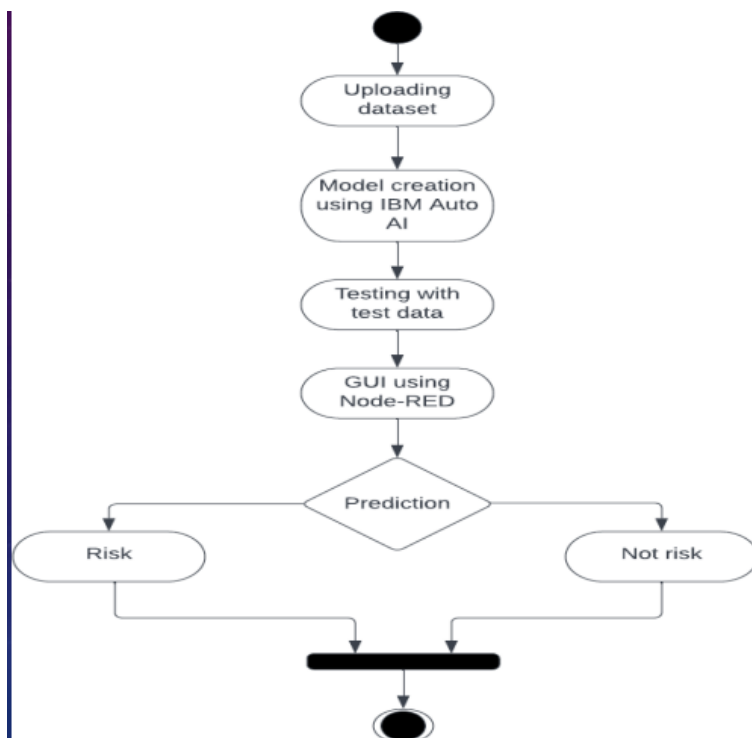 Uploading
dataset
Model creation
using IBM Auto
AI
Testing with
test data
GUI using
Node-RED
Prediction
Risk
Not risk